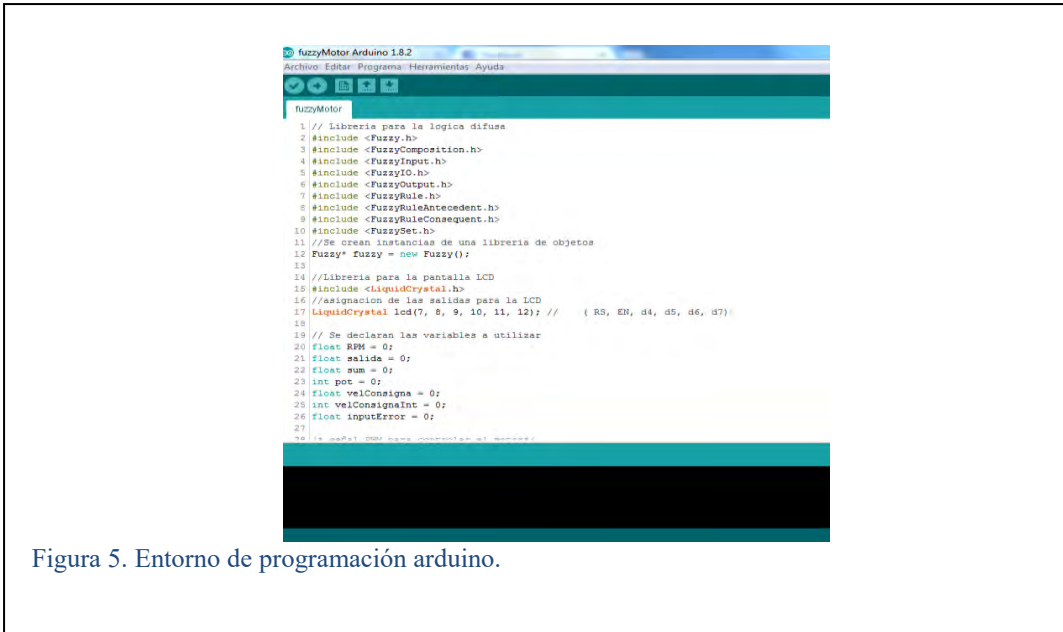 fuzzyMotor Arduino 1.8.2
Archivo Editar Programa Herramientas Ayuda
fuzzyMotor
1 // Libreria para la logica difusa
2 #include <Fuzzy.h>
3 #include <FuzzyComposition.h>
4 #include <FuzzyInput.h>
5 #include <FuzzyIO.h>
6 #include <FuzzyOutput.h>
7 #include <FuzzyRule.h>
8 #include <FuzzyRuleAntecedent.h>
9 #include <FuzzyRuleConsequent.h>
10 #include <FuzzySet.h>
11 //Se crean instancias de una libreria de objetos
12 Fuzzy* fuzzy = new Fuzzy();
13
14 //Libreria para la pantalla LCD
15 #include <LiquidCrystal.h>
16 //asignacion de las salidas para la LCD
17 LiquidCrystal lcd(7, 8, 9, 10, 11, 12); // ( RS, EN, d4, d5, d6, d7)
18
19 // Se declaran las variables a utilizar
20 float RPM = 0;
21 float salida = 0;
22 float sum = 0;
23 int pot = 0;
24 float velConsigna = 0;
25 int velConsignaInt = 0;
26 float inputError = 0;
27
28 /* señal PWM para controlar el motor*/
Figura 5. Entorno de programación arduino.